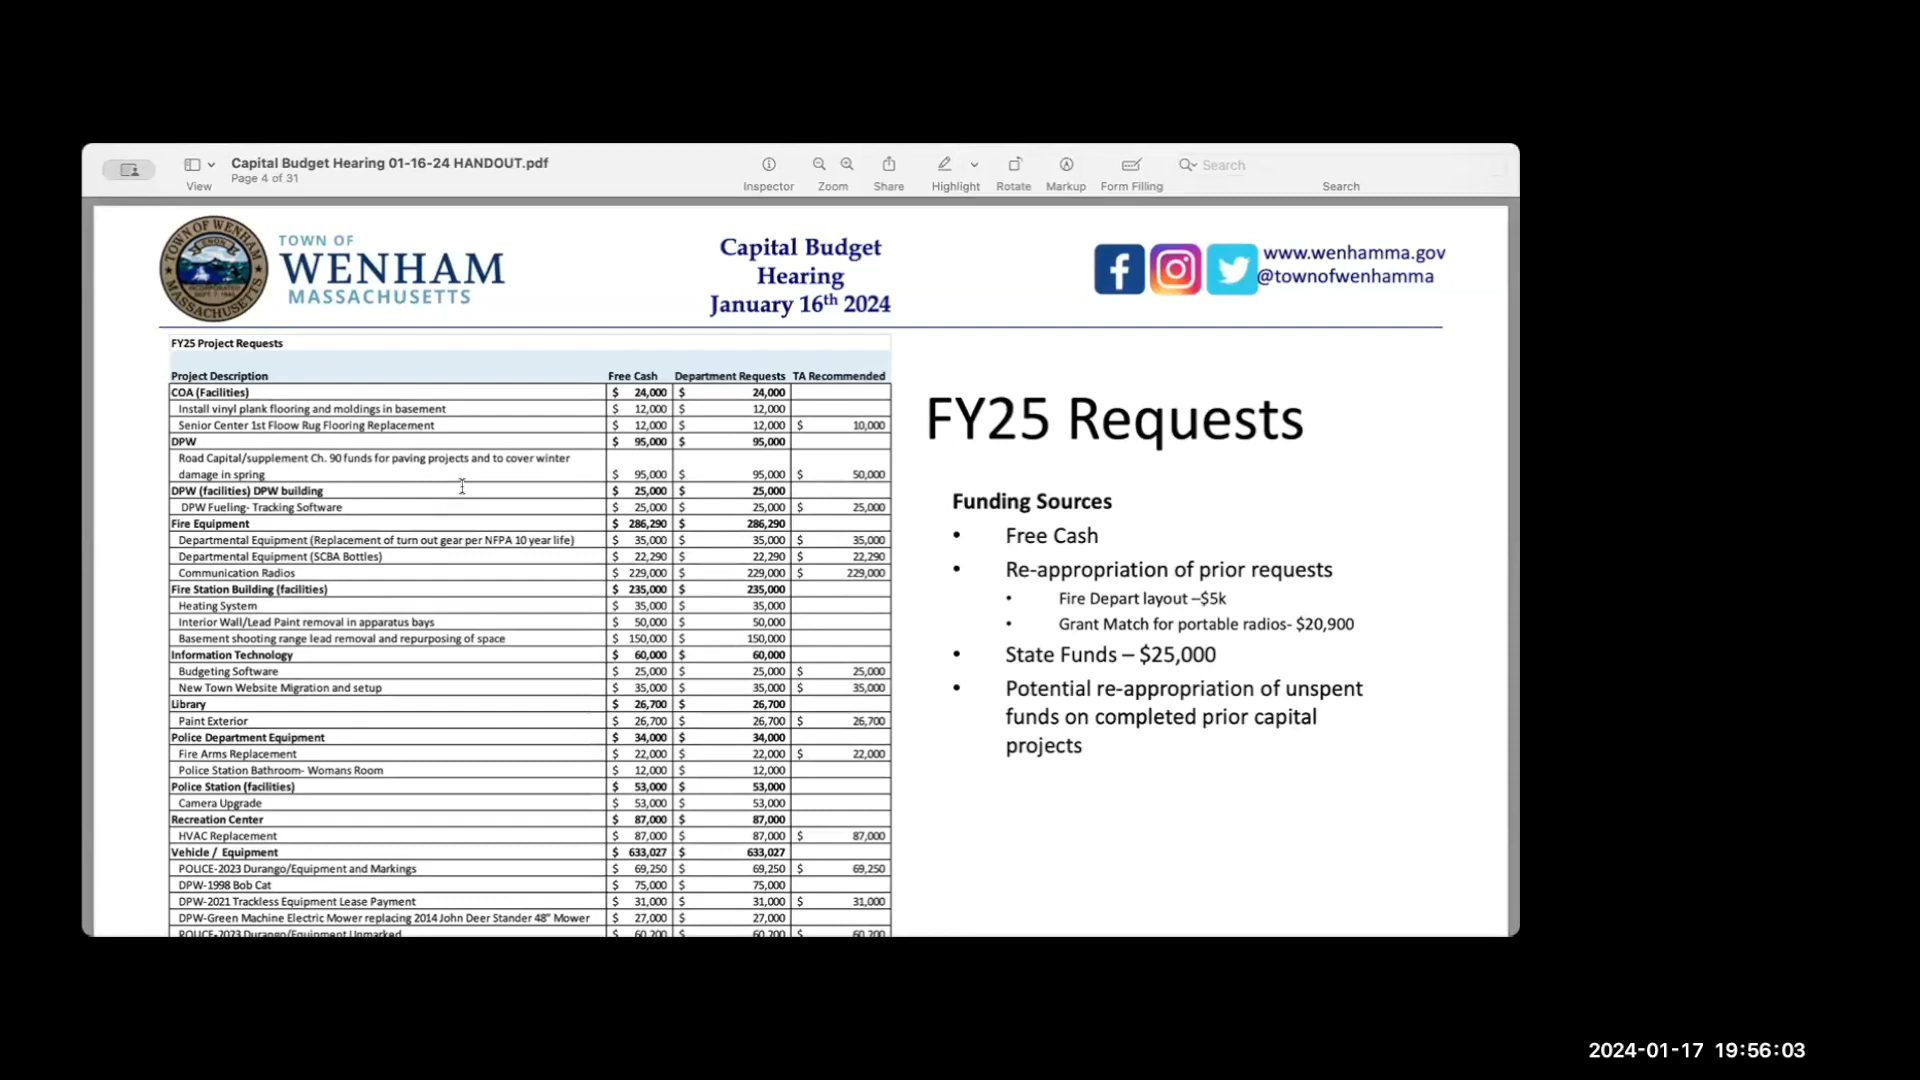 Capital Budget Hearing 01-16-24 HANDOUT.pdf
Page 4 of 31
View
Inspector
Zoom
Share
Highlight
Rotate
Markup
Form Filling
Search
Search
TOWN OF WENHAM
MASSACHUSETTS
TOWN OF
WENHAM
MASSACHUSETTS
Capital Budget
Hearing
January 16th 2024
www.wenhamma.gov
@townofwenhamma
FY25 Project Requests
Project Description Free Cash Department Requests TA Recommended
COA (Facilities) $ 24,000 $ 24,000
Install vinyl plank flooring and moldings in basement $ 12,000 $ 12,000
Senior Center 1st Floow Rug Flooring Replacement $ 12,000 $ 12,000 $ 10,000
DPW $ 95,000 $ 95,000
Road Capital/supplement Ch. 90 funds for paving projects and to cover winter
damage in spring $ 95,000 $ 95,000 $ 50,000
DPW (facilities) DPW building $ 25,000 $ 25,000
DPW Fueling- Tracking Software $ 25,000 $ 25,000 $ 25,000
Fire Equipment $ 286,290 $ 286,290
Departmental Equipment (Replacement of turn out gear per NFPA 10 year life) $ 35,000 $ 35,000 $ 35,000
Departmental Equipment (SCBA Bottles) $ 22,290 $ 22,290 $ 22,290
Communication Radios $ 229,000 $ 229,000 $ 229,000
Fire Station Building (facilities) $ 235,000 $ 235,000
Heating System $ 35,000 $ 35,000
Interior Wall/Lead Paint removal in apparatus bays $ 50,000 $ 50,000
Basement shooting range lead removal and repurposing of space $ 150,000 $ 150,000
Information Technology $ 60,000 $ 60,000
Budgeting Software $ 25,000 $ 25,000 $ 25,000
New Town Website Migration and setup $ 35,000 $ 35,000 $ 35,000
Library $ 26,700 $ 26,700
Paint Exterior $ 26,700 $ 26,700 $ 26,700
Police Department Equipment $ 34,000 $ 34,000
Fire Arms Replacement $ 22,000 $ 22,000 $ 22,000
Police Station Bathroom- Womans Room $ 12,000 $ 12,000
Police Station (facilities) $ 53,000 $ 53,000
Camera Upgrade $ 53,000 $ 53,000
Recreation Center $ 87,000 $ 87,000
HVAC Replacement $ 87,000 $ 87,000 $ 87,000
Vehicle / Equipment $ 633,027 $ 633,027
POLICE-2023 Durango/Equipment and Markings $ 69,250 $ 69,250 $ 69,250
DPW-1998 Bob Cat $ 75,000 $ 75,000
DPW-2021 Trackless Equipment Lease Payment $ 31,000 $ 31,000 $ 31,000
DPW-Green Machine Electric Mower replacing 2014 John Deer Stander 48" Mower $ 27,000 $ 27,000
POLICE-2023 Durango/Equipment Unmarked $ 60,200 $ 60,200 $ 60,200
FY25 Requests
Funding Sources
• Free Cash
• Re-appropriation of prior requests
• Fire Depart layout –$5k
• Grant Match for portable radios- $20,900
• State Funds – $25,000
• Potential re-appropriation of unspent
funds on completed prior capital
projects
2024-01-17 19:56:03